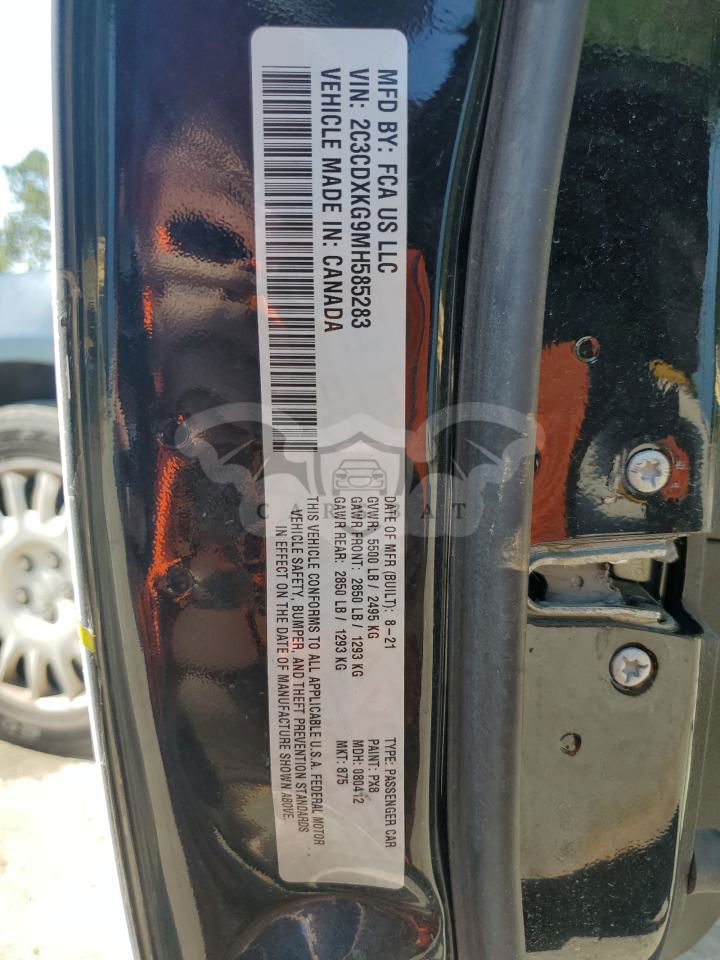 MFD BY: FCA US LLC
VIN: 2C3CDXKG9MH585283
VEHICLE MADE IN: CANADA
DATE OF MFR (BUILT): 8-21
GVWR: 5500 LB / 2495 KG
GAWR FRONT: 2850 LB / 1293 KG
GAWR REAR: 2850 LB / 1293 KG
TYPE: PASSENGER CAR
PAINT: PX8
MDH: 080412
MKT: 875
THIS VEHICLE CONFORMS TO ALL APPLICABLE U.S.A. FEDERAL MOTOR
VEHICLE SAFETY, BUMPER, AND THEFT PREVENTION STANDARDS
IN EFFECT ON THE DATE OF MANUFACTURE SHOWN ABOVE.